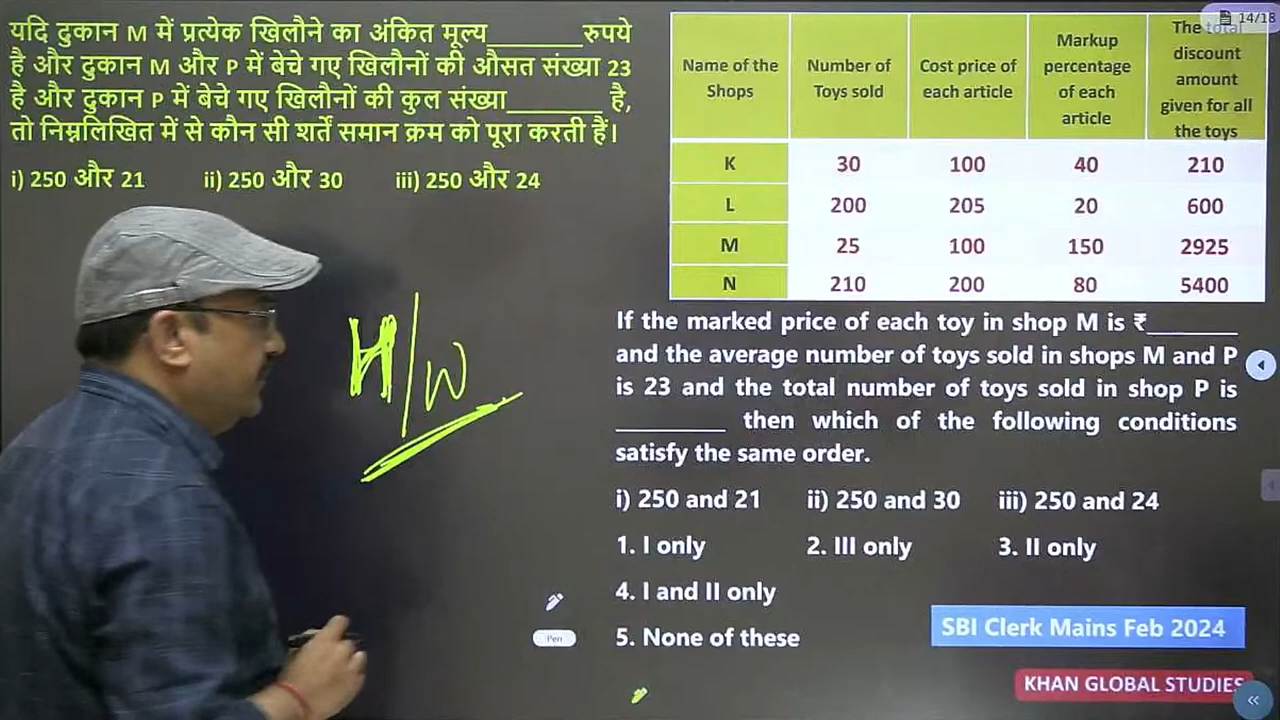 यदि दुकान M में प्रत्येक खिलौने का अंकित मूल्य________रुपये
है और दुकान M और P में बेचे गए खिलौनों की औसत संख्या 23
है और दुकान P में बेचे गए खिलौनों की कुल संख्या________ है,
तो निम्नलिखित में से कौन सी शर्तें समान क्रम को पूरा करती हैं।
i) 250 और 21 ii) 250 और 30 iii) 250 और 24
H/W
14/18
Name of the Shops Number of Toys sold Cost price of each article Markup percentage of each article The total discount amount given for all the toys
K 30 100 40 210
L 200 205 20 600
M 25 100 150 2925
N 210 200 80 5400
If the marked price of each toy in shop M is ₹_______
and the average number of toys sold in shops M and P
is 23 and the total number of toys sold in shop P is
________ then which of the following conditions
satisfy the same order.
i) 250 and 21 ii) 250 and 30 iii) 250 and 24
1. I only 2. III only 3. II only
4. I and II only
5. None of these
Pen
SBI Clerk Mains Feb 2024
KHAN GLOBAL STUDIES